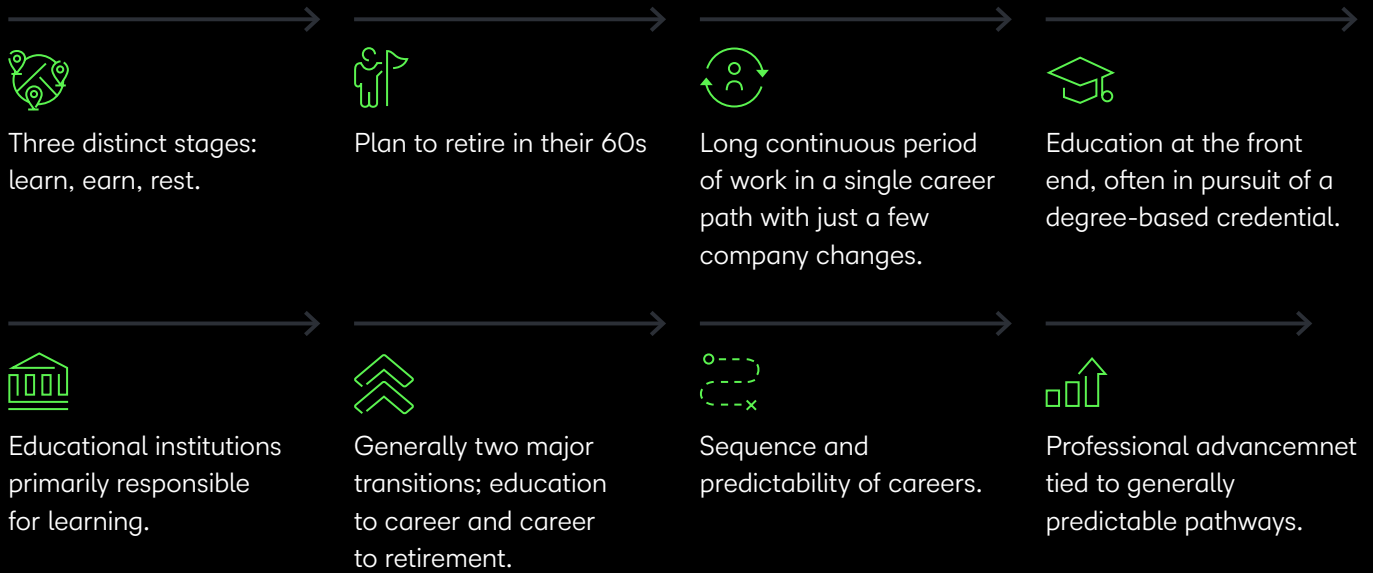 Three distinct stages:
learn, earn, rest.
Plan to retire in their 60s
Long continuous period
of work in a single career
path with just a few
company changes.
Education at the front
end, often in pursuit of a
degree-based credential.
Educational institutions
primarily responsible
for learning.
Generally two major
transitions; education
to career and career
to retirement.
Sequence and
predictability of careers.
Professional advancemnet
tied to generally
predictable pathways.